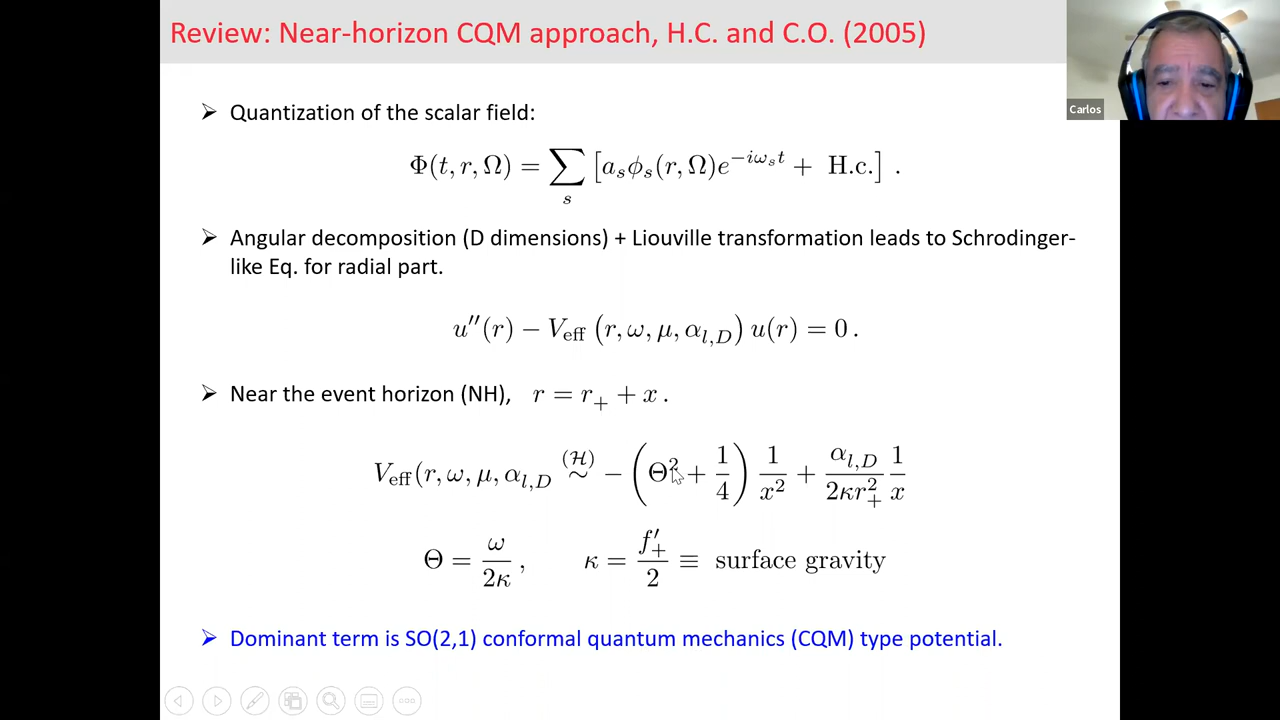 Review: Near-horizon CQM approach, H.C. and C.O. (2005)
Carlos
➢ Quantization of the scalar field:
Φ(t, r, Ω) = ∑_s [a_s ϕ_s(r, Ω)e^{−iω_s t} + H.c.] .
➢ Angular decomposition (D dimensions) + Liouville transformation leads to Schrodinger-
like Eq. for radial part.
u′′(r) − V_eff (r, ω, μ, α_{l,D}) u(r) = 0 .
➢ Near the event horizon (NH), r = r_+ + x .
V_eff(r, ω, μ, α_{l,D} \overset{(ℋ)}{∼} − (Θ² + 1/4) 1/x² + α_{l,D}/(2κr_+²) 1/x
Θ = ω/2κ , κ = f′_+/2 ≡ surface gravity
➢ Dominant term is SO(2,1) conformal quantum mechanics (CQM) type potential.